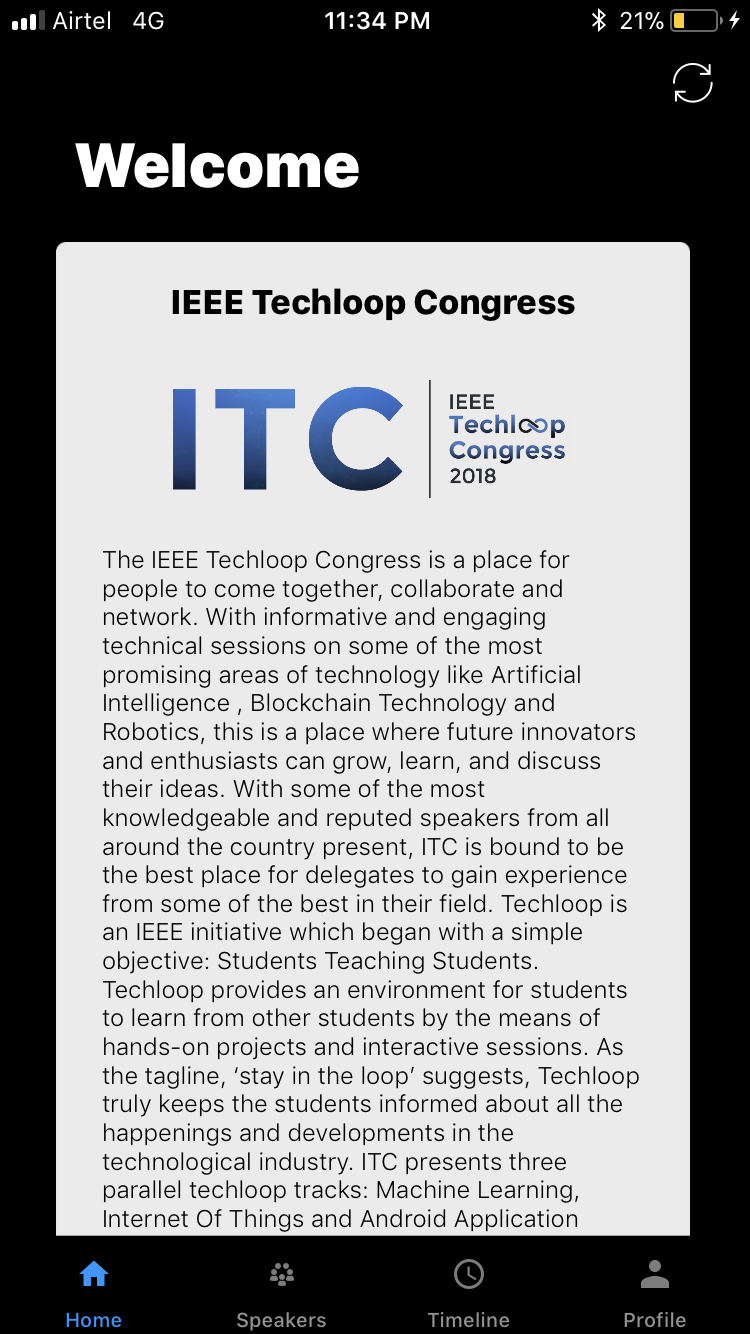 Airtel 4G 11:34 PM 21%
Welcome
IEEE Techloop Congress
ITC
IEEE
Techloop
Congress
2018
The IEEE Techloop Congress is a place for
people to come together, collaborate and
network. With informative and engaging
technical sessions on some of the most
promising areas of technology like Artificial
Intelligence , Blockchain Technology and
Robotics, this is a place where future innovators
and enthusiasts can grow, learn, and discuss
their ideas. With some of the most
knowledgeable and reputed speakers from all
around the country present, ITC is bound to be
the best place for delegates to gain experience
from some of the best in their field. Techloop is
an IEEE initiative which began with a simple
objective: Students Teaching Students.
Techloop provides an environment for students
to learn from other students by the means of
hands-on projects and interactive sessions. As
the tagline, ‘stay in the loop’ suggests, Techloop
truly keeps the students informed about all the
happenings and developments in the
technological industry. ITC presents three
parallel techloop tracks: Machine Learning,
Internet Of Things and Android Application
Home Speakers Timeline Profile